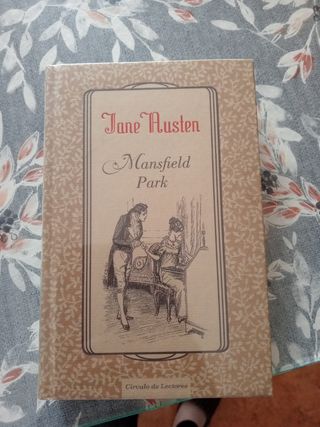 Jane Austen
Mansfield
Park
Círculo de Lectores